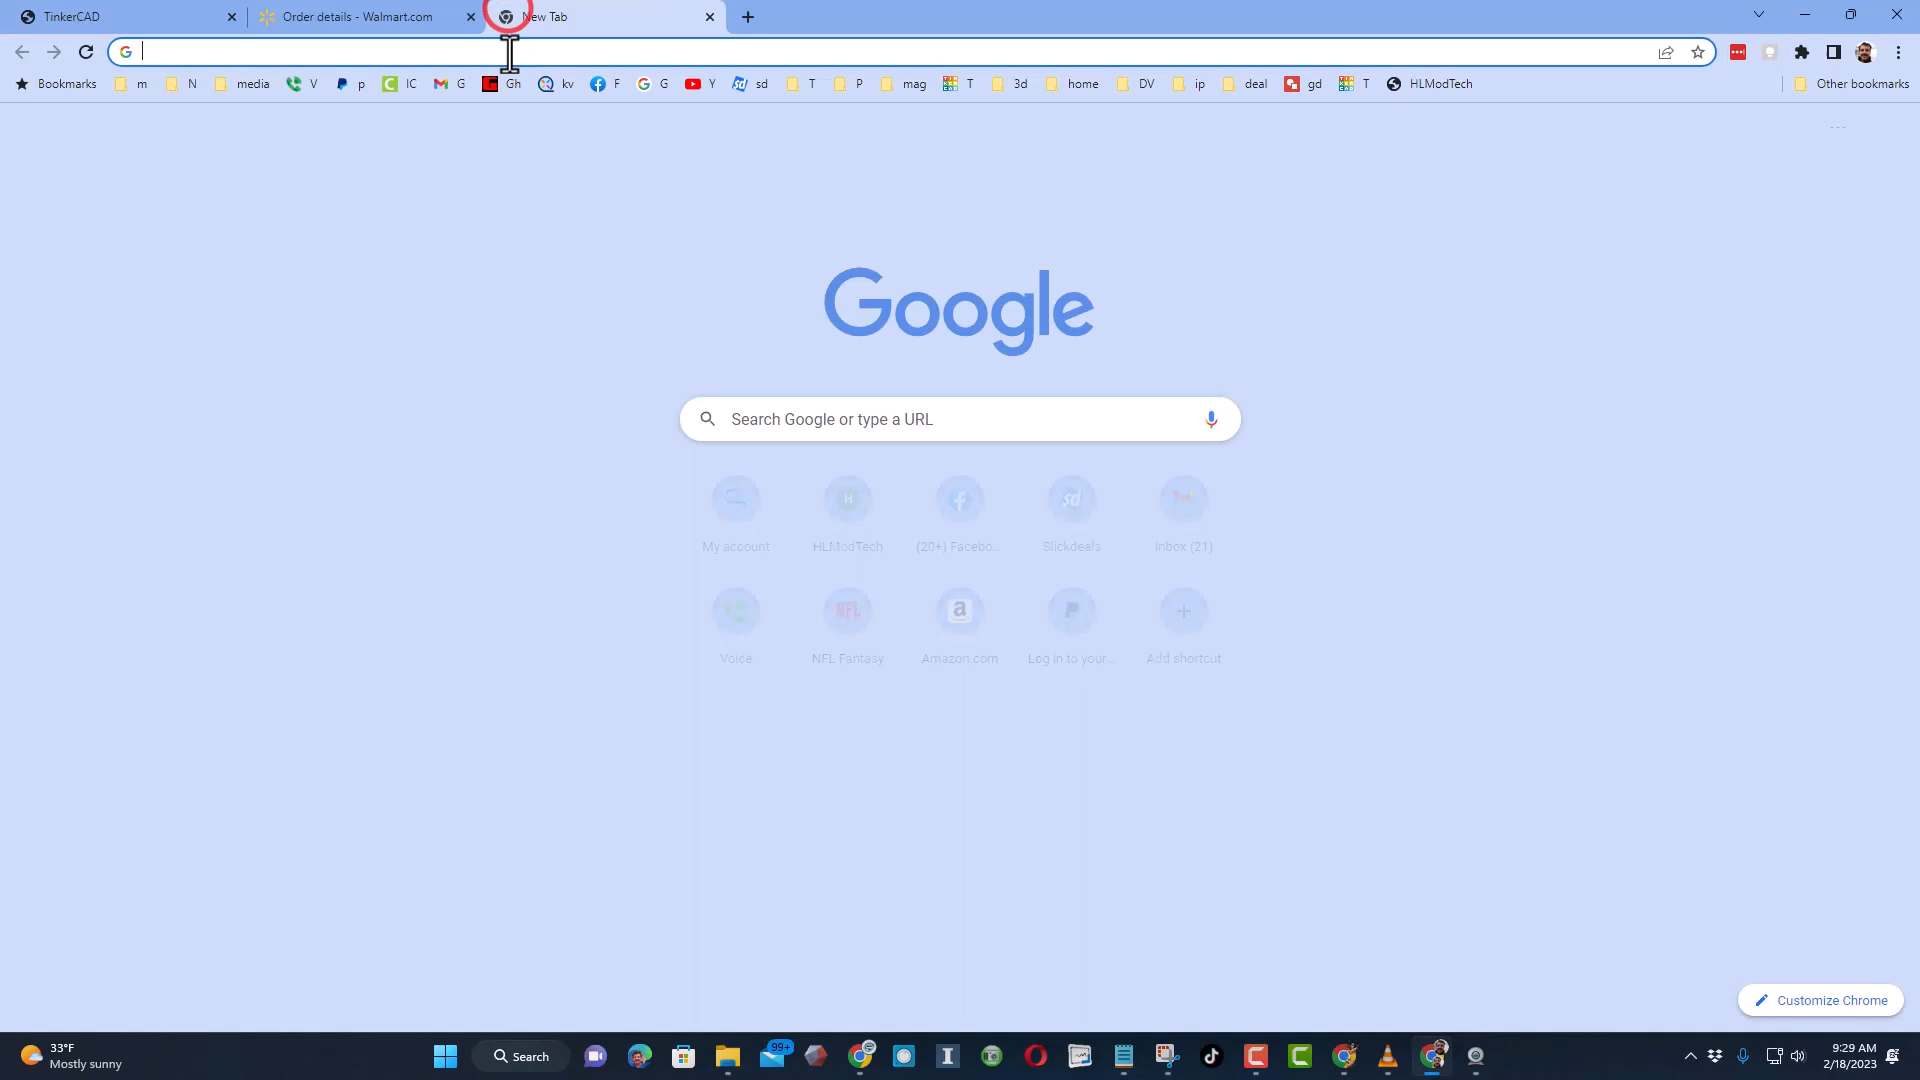 TinkerCAD
Order details - Walmart.com
New Tab
Bookmarks m N media V p IC G Gh kv F G Y sd T P mag T 3d home DV ip deal gd T HLModTech Other bookmarks
Google
Search Google or type a URL
My account HLModTech (20+) Facebo... Slickdeals Inbox (21)
Voice NFL Fantasy Amazon.com Log in to your... Add shortcut
Customize Chrome
33°F
Mostly sunny
Search
99+
9:29 AM
2/18/2023